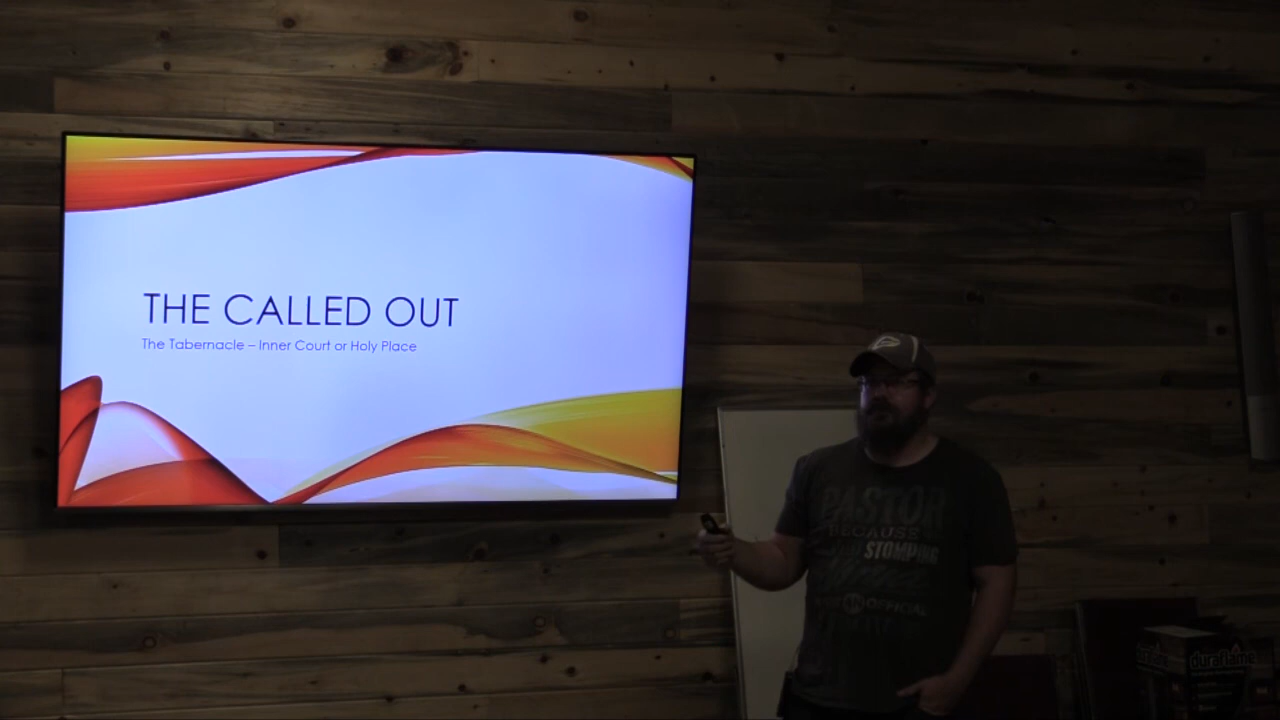 THE CALLED OUT
The Tabernacle – Inner Court or Holy Place
PASTOR
BECAUSE
STOMPING
OFFICIAL
duraflame